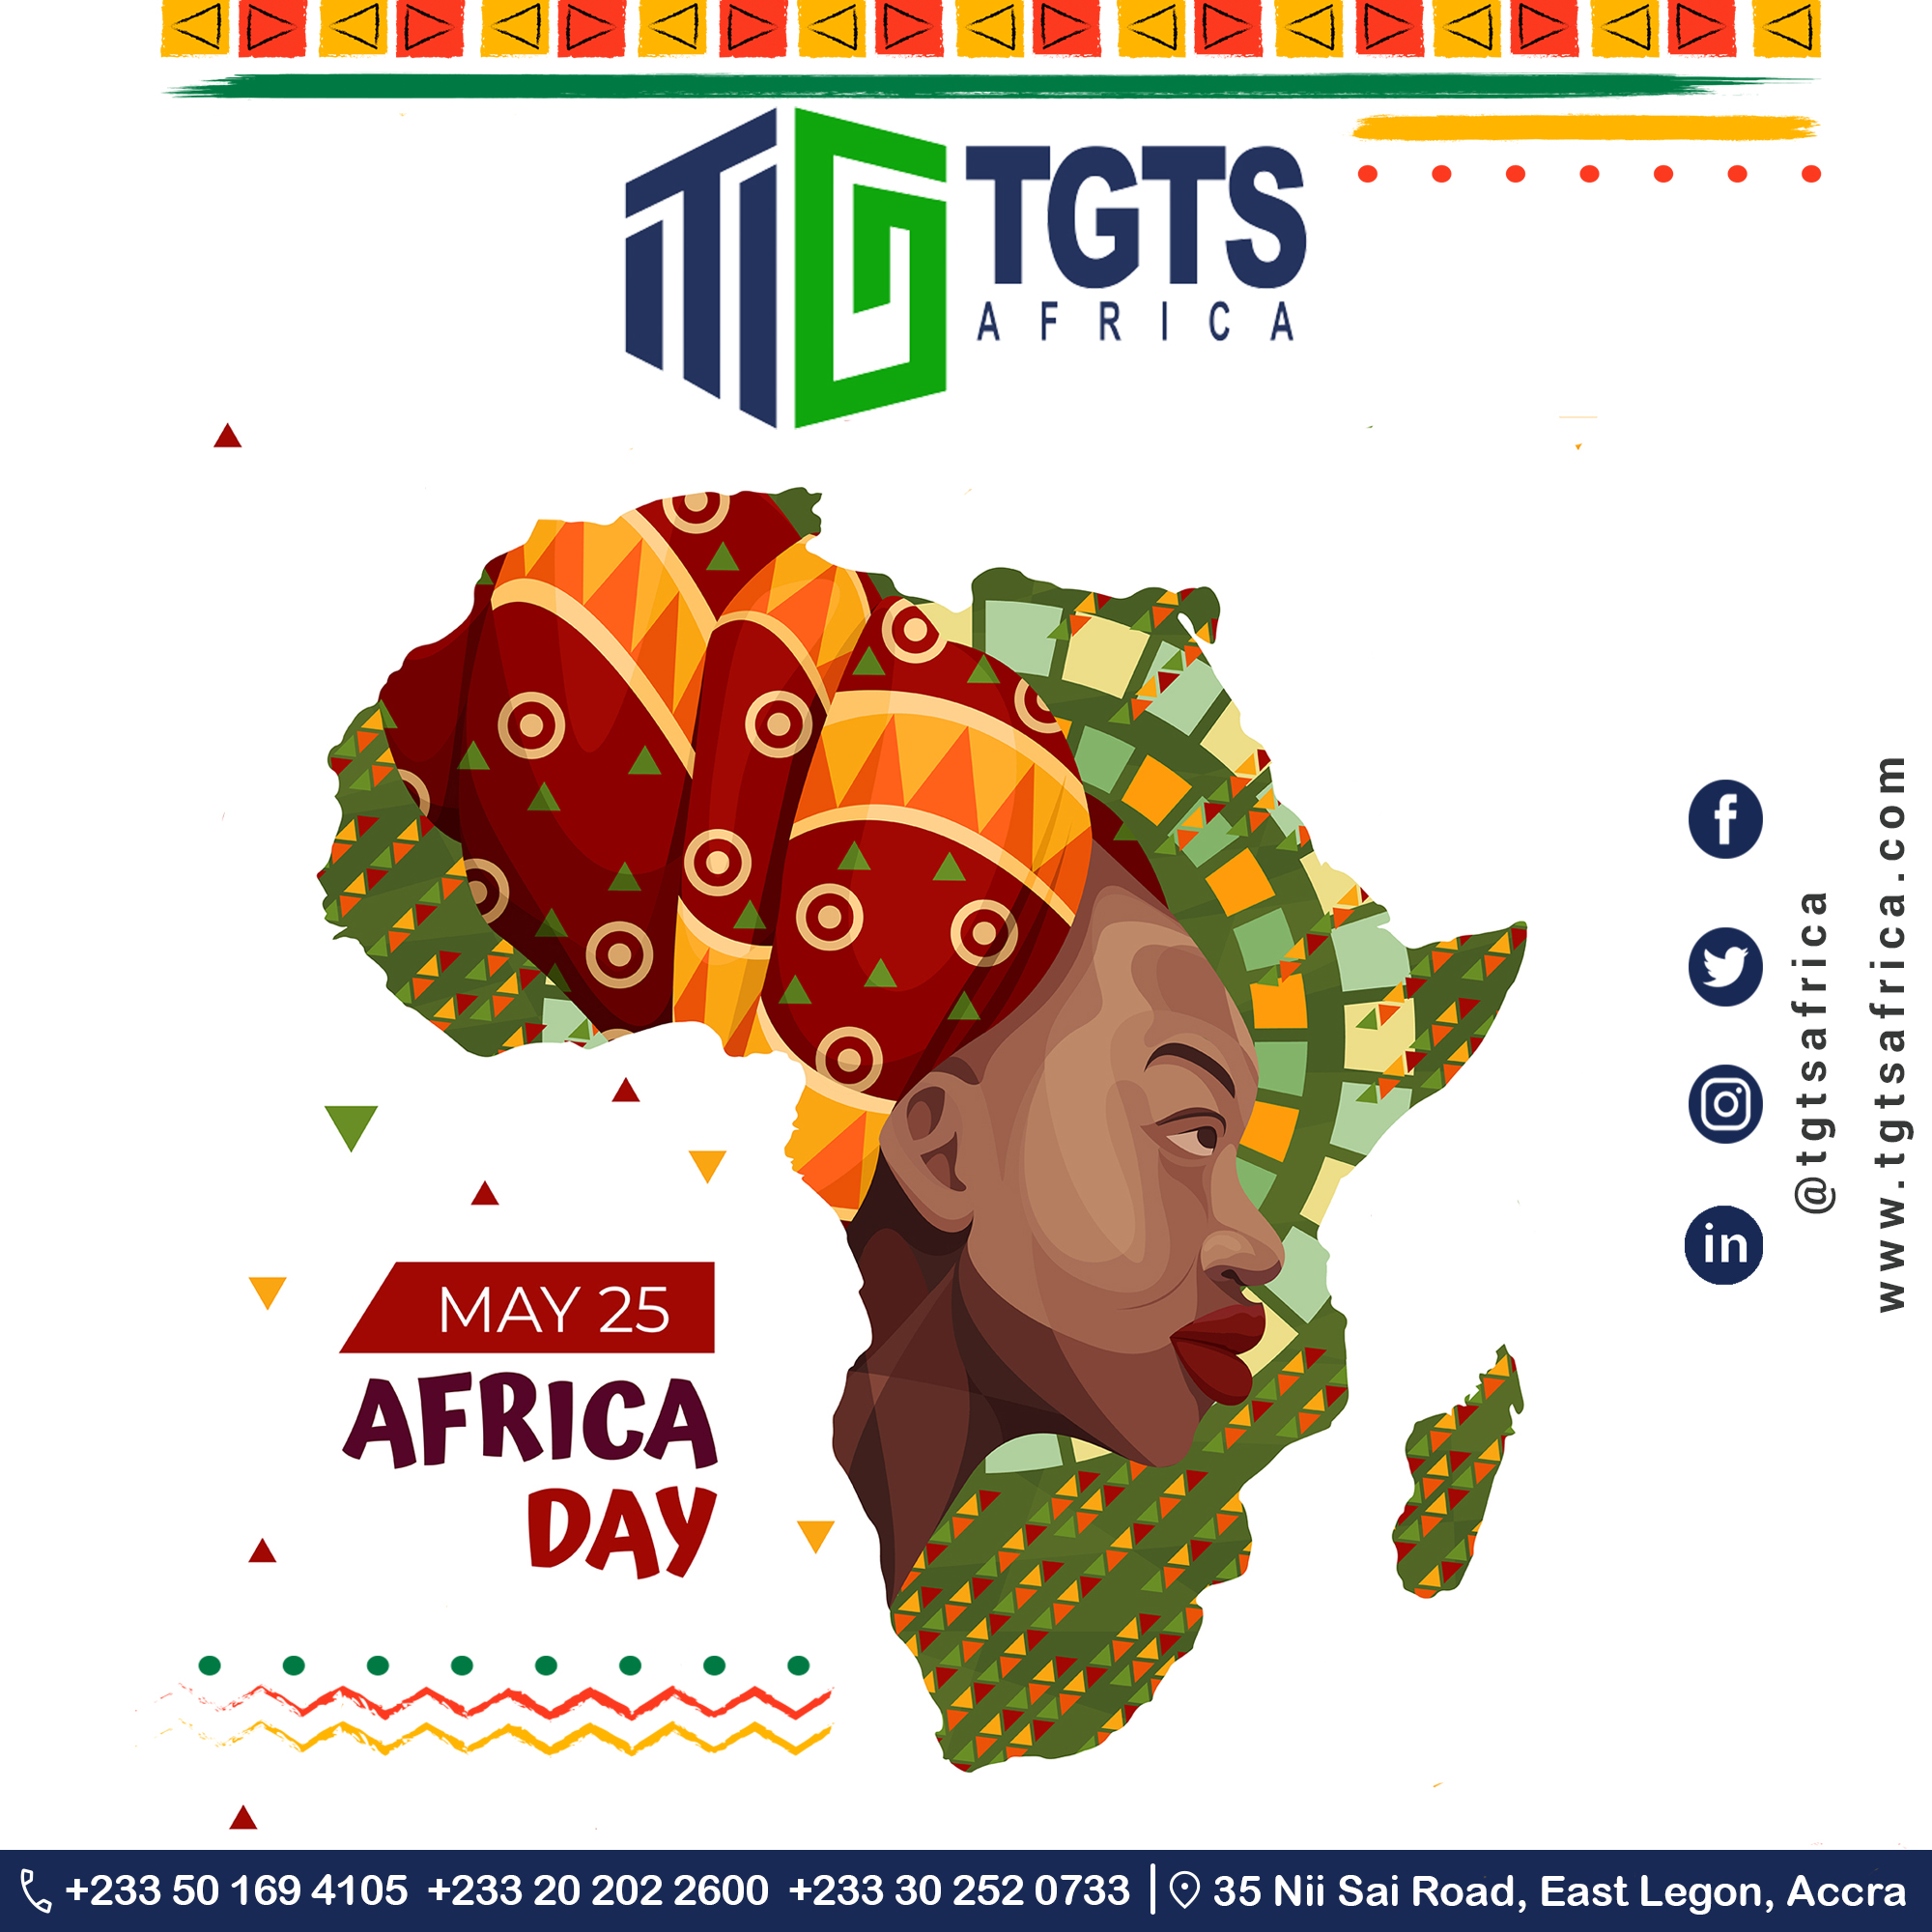 TGTS
AFRICA
@tgtsafrica
www.tgtsafrica.com
MAY 25
AFRICA
DAY
+233 50 169 4105 +233 20 202 2600 +233 30 252 0733 | 35 Nii Sai Road, East Legon, Accra